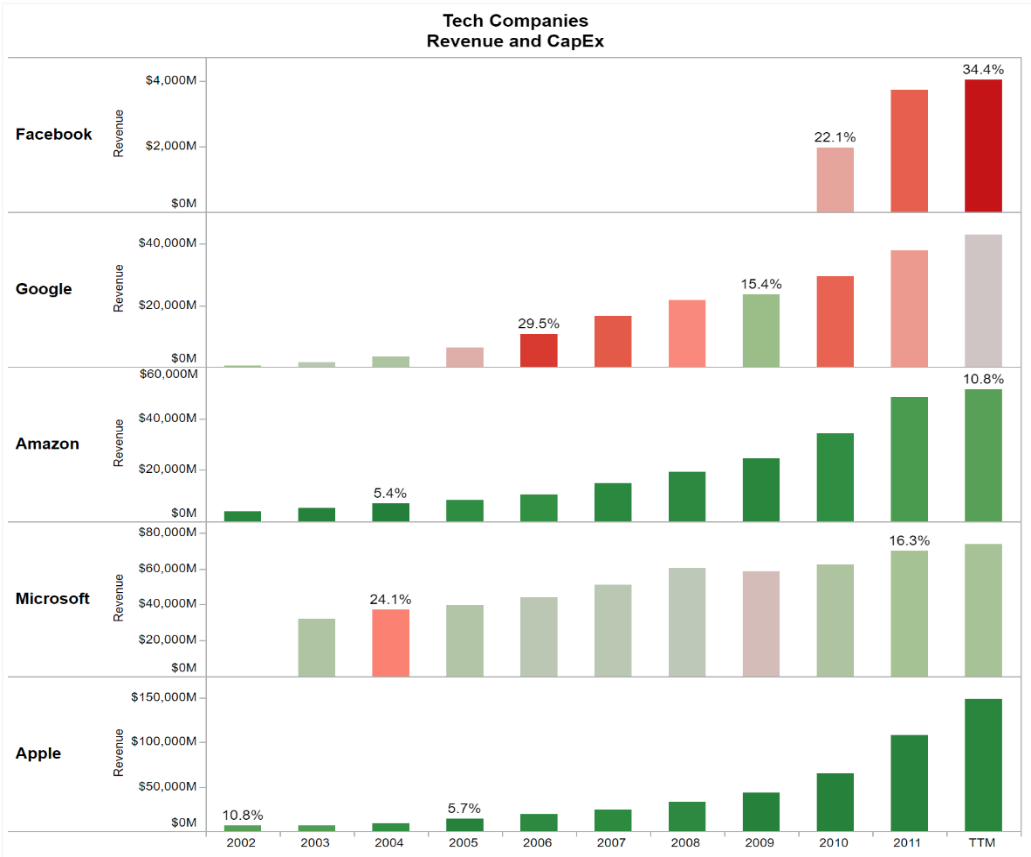 Tech Companies
Revenue and CapEx
Facebook
Revenue
$4,000M
$2,000M
$0M
22.1%
34.4%
Google
Revenue
$40,000M
$20,000M
$0M
29.5%
15.4%
Amazon
Revenue
$60,000M
$40,000M
$20,000M
$0M
5.4%
10.8%
Microsoft
Revenue
$80,000M
$60,000M
$40,000M
$20,000M
$0M
24.1%
16.3%
Apple
Revenue
$150,000M
$100,000M
$50,000M
$0M
10.8%
5.7%
2002 2003 2004 2005 2006 2007 2008 2009 2010 2011 TTM